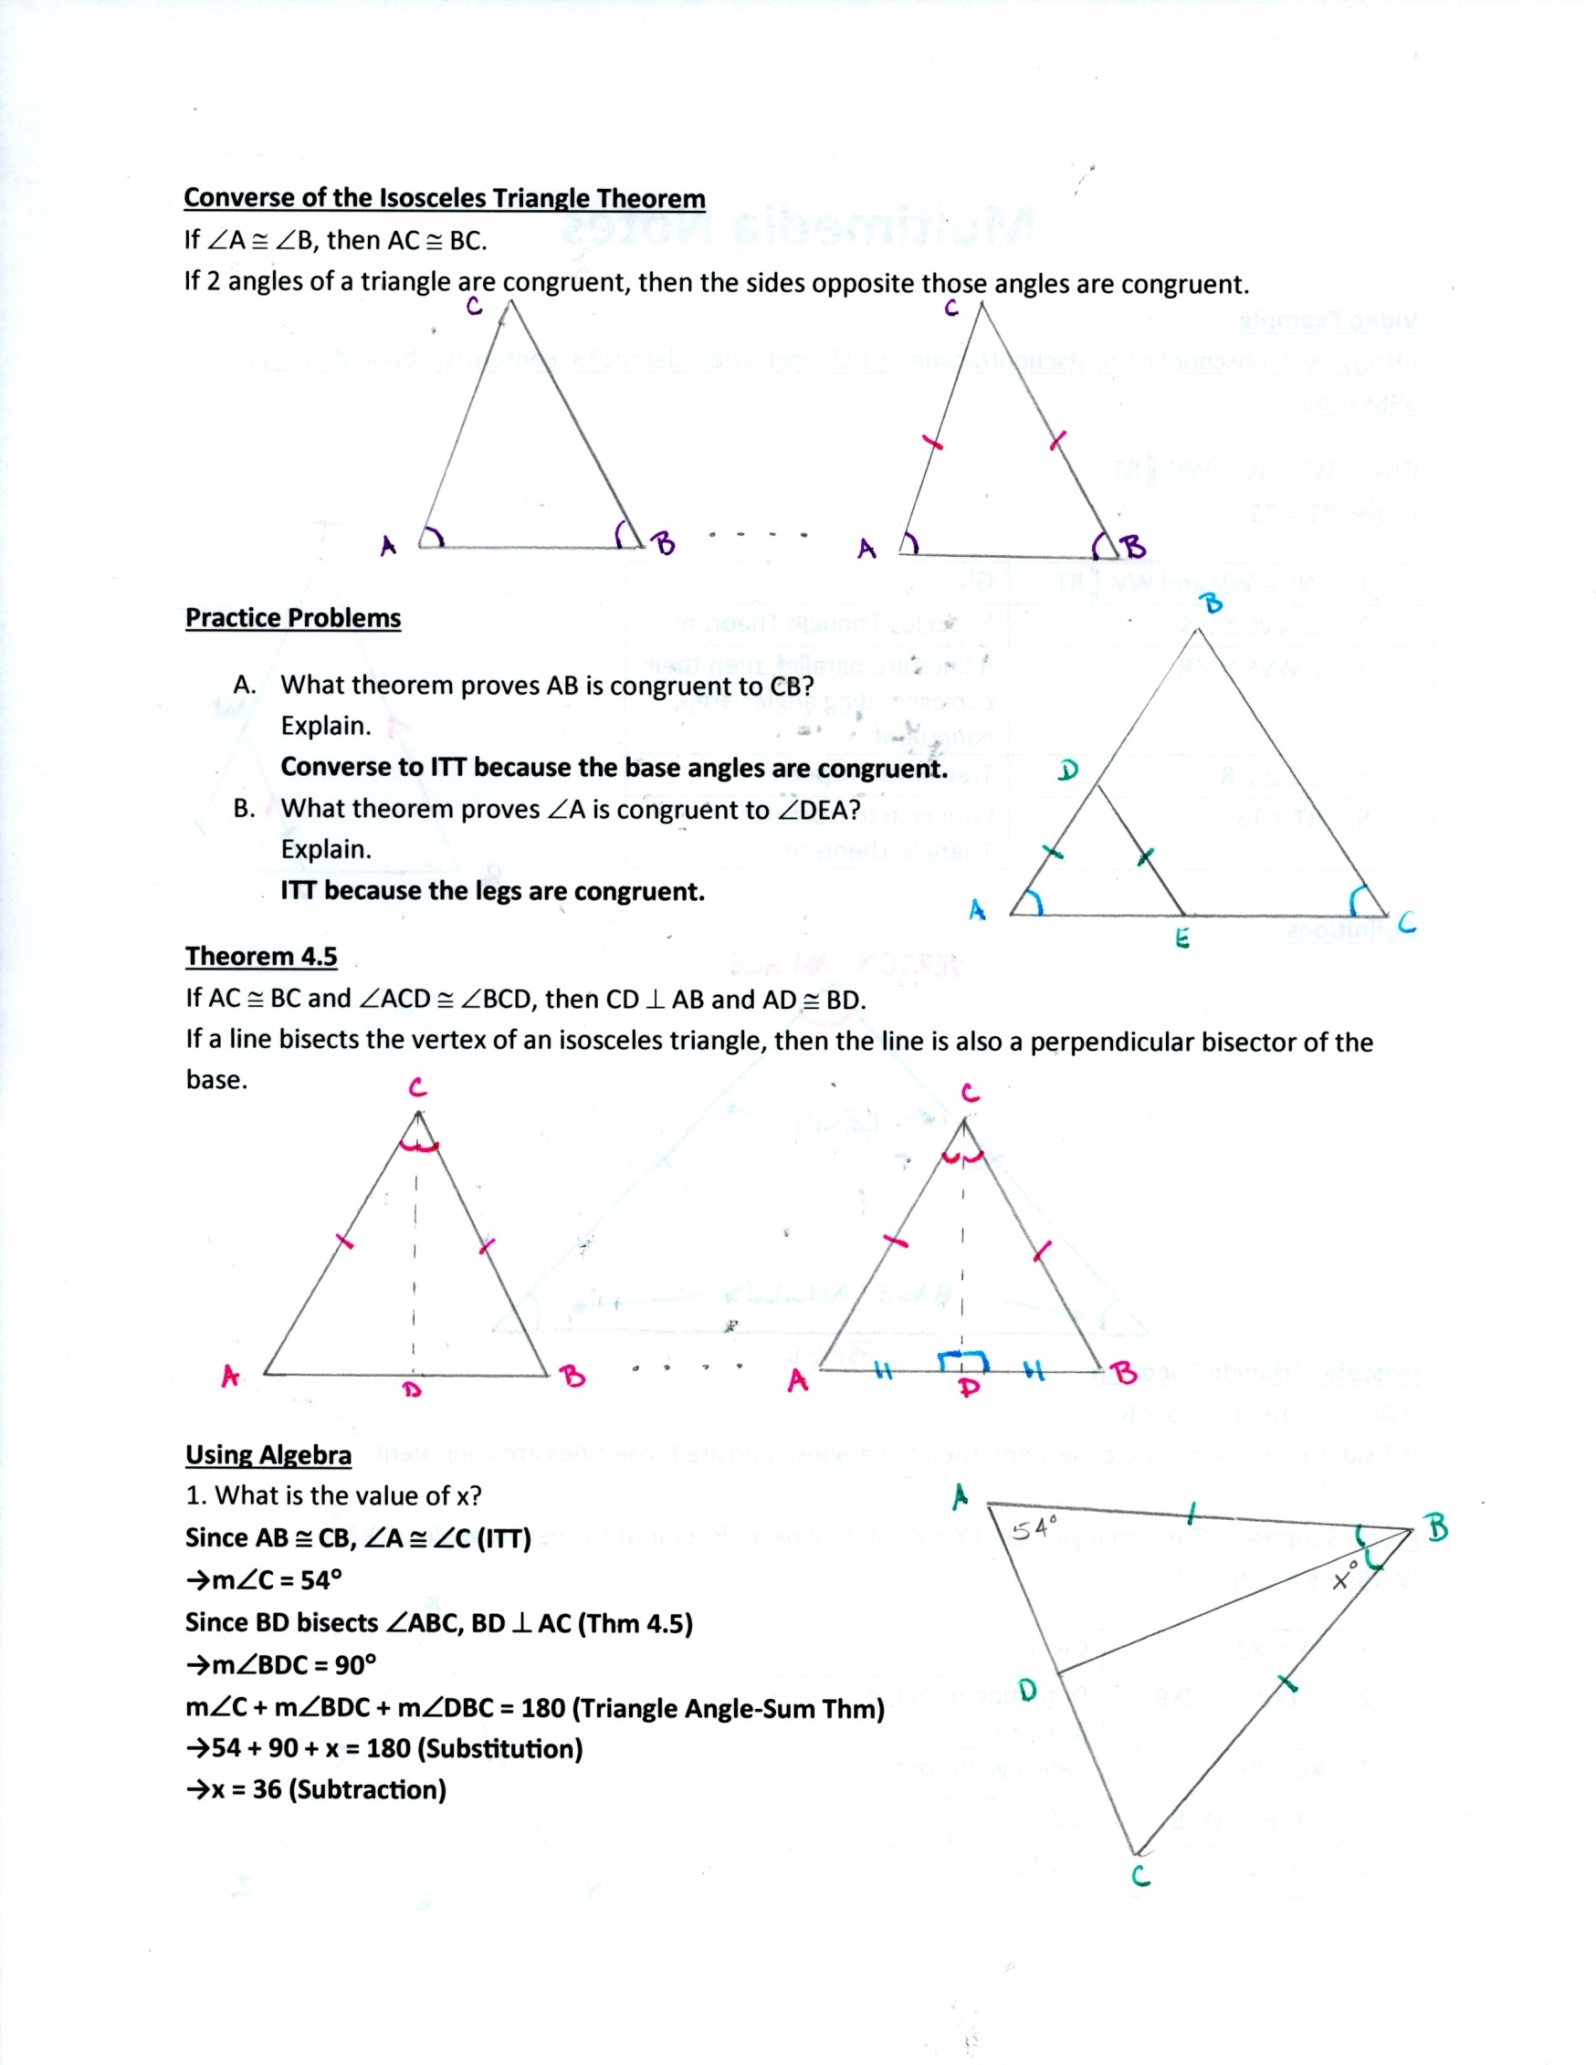 Converse of the Isosceles Triangle Theorem
If ∠A ≅ ∠B, then AC ≅ BC.
If 2 angles of a triangle are congruent, then the sides opposite those angles are congruent.
C
C
A
B
A
B
Practice Problems
B
A. What theorem proves AB is congruent to CB?
Explain.
Converse to ITT because the base angles are congruent.
D
B. What theorem proves ∠A is congruent to ∠DEA?
Explain.
ITT because the legs are congruent.
A
C
E
Theorem 4.5
If AC ≅ BC and ∠ACD ≅ ∠BCD, then CD ⊥ AB and AD ≅ BD.
If a line bisects the vertex of an isosceles triangle, then the line is also a perpendicular bisector of the
base.
C
C
A
D
B
A
D
B
Using Algebra
1. What is the value of x?
Since AB ≅ CB, ∠A ≅ ∠C (ITT)
→m∠C = 54°
Since BD bisects ∠ABC, BD ⊥ AC (Thm 4.5)
→m∠BDC = 90°
m∠C + m∠BDC + m∠DBC = 180 (Triangle Angle-Sum Thm)
→54 + 90 + x = 180 (Substitution)
→x = 36 (Subtraction)
A
54°
B
x°
D
C